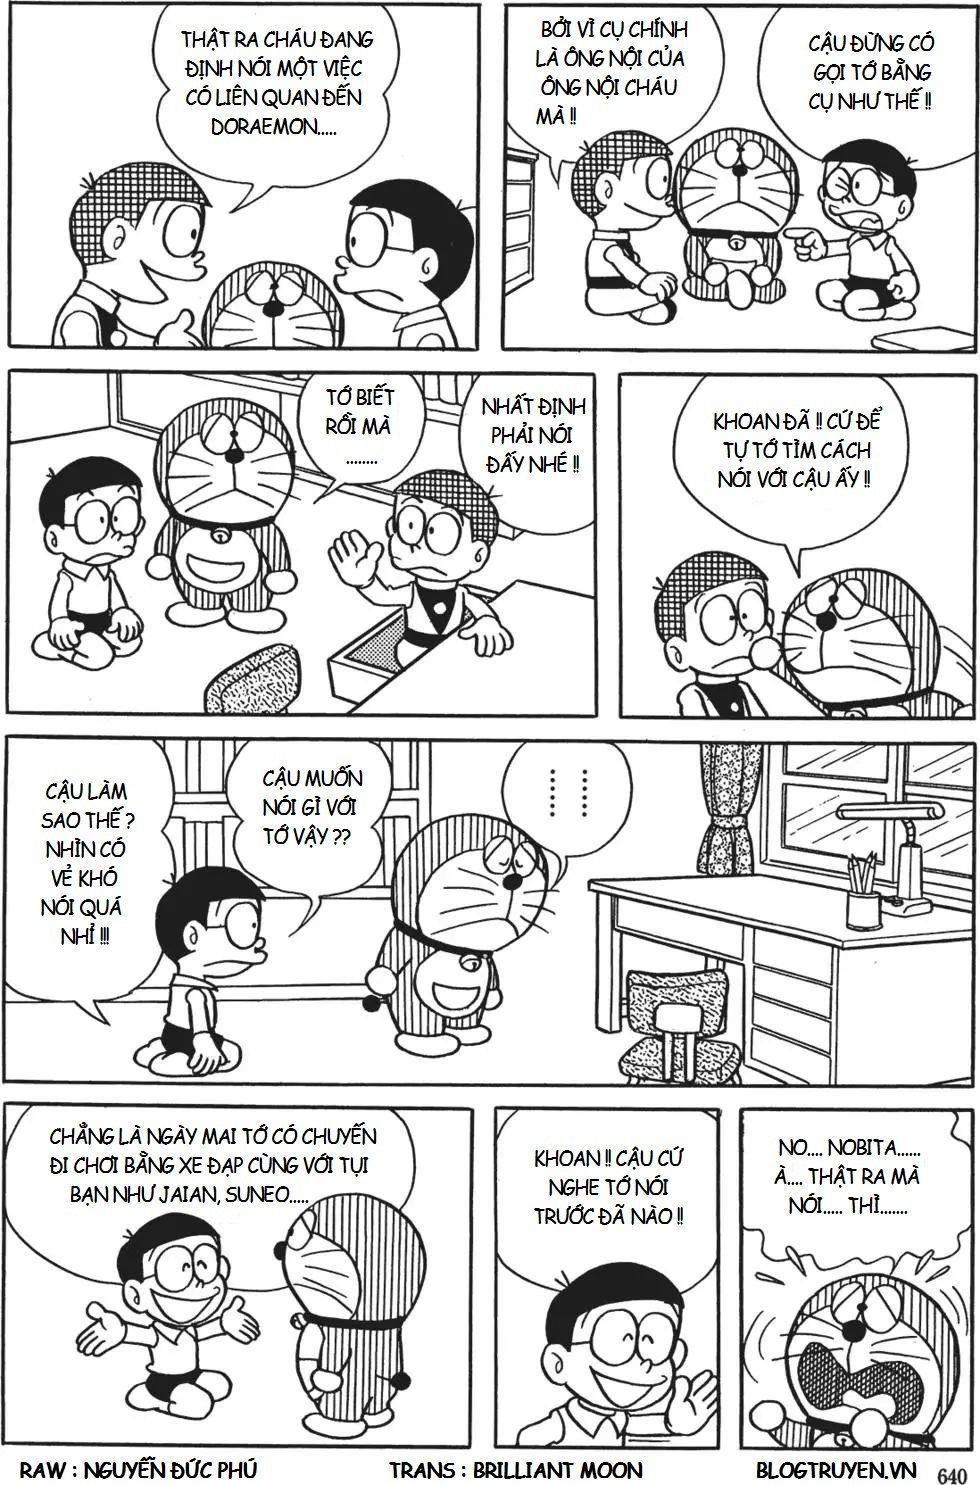 CẬU ĐỪNG CÓ
GỌI TỚ BẰNG
CỤ NHƯ THẾ !!
BỞI VÌ CỤ CHÍNH
LÀ ÔNG NỘI CỦA
ÔNG NỘI CHÁU
MÀ !!
THẬT RA CHÁU ĐANG
ĐỊNH NÓI MỘT VIỆC
CÓ LIÊN QUAN ĐẾN
DORAEMON.....
KHOAN ĐÃ !! CỨ ĐỂ
TỰ TỚ TÌM CÁCH
NÓI VỚI CẬU ẤY !!
NHẤT ĐỊNH
PHẢI NÓI
ĐẤY NHÉ !!
TỚ BIẾT
RỒI MÀ
........
CẬU MUỐN
NÓI GÌ VỚI
TỚ VẬY ??
CẬU LÀM
SAO THẾ ?
NHÌN CÓ
VẺ KHÓ
NÓI QUÁ
NHỈ !!!
NO.... NOBITA......
À.... THẬT RA MÀ
NÓI..... THÌ.......
KHOAN !! CẬU CỨ
NGHE TỚ NÓI
TRƯỚC ĐÃ NÀO !!
CHẲNG LÀ NGÀY MAI TỚ CÓ CHUYẾN
ĐI CHƠI BẰNG XE ĐẠP CÙNG VỚI TỤI
BẠN NHƯ JAIAN, SUNEO.....
RAW : NGUYỄN ĐỨC PHÚ
TRANS : BRILLIANT MOON
BLOGTRUYEN.VN
640